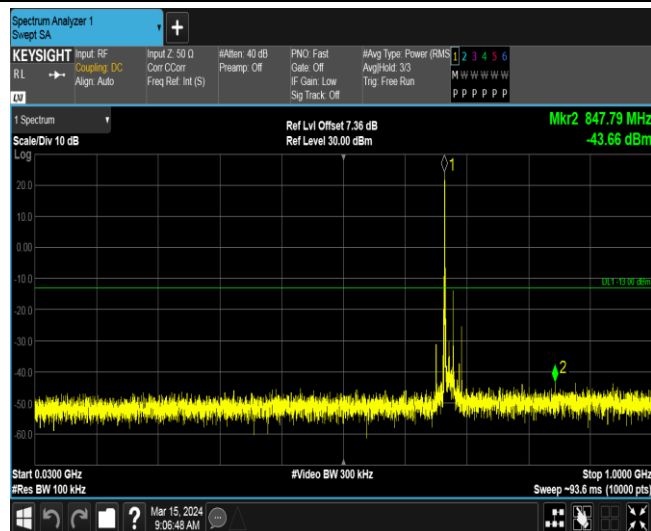 Spectrum Analyzer 1
Swept SA
+
KEYSIGHT
RL
LXI
Input: RF
Coupling: DC
Align: Auto
Input Z: 50 Ω
Corr CCorr
Freq Ref: Int (S)
#Atten: 40 dB
Preamp: Off
PNO: Fast
Gate: Off
IF Gain: Low
Sig Track: Off
#Avg Type: Power (RMS
Avg|Hold: 3/3
Trig: Free Run
1 2 3 4 5 6
M W W W W W
P P P P P P
1 Spectrum
Scale/Div 10 dB
Log
Ref Lvl Offset 7.36 dB
Ref Level 30.00 dBm
Mkr2 847.79 MHz
-43.66 dBm
1
20.0
10.0
0.00
-10.0
DL1 -13.00 dBm
-20.0
-30.0
2
-40.0
-50.0
-60.0
Start 0.0300 GHz
#Res BW 100 kHz
#Video BW 300 kHz
Stop 1.0000 GHz
Sweep ~93.6 ms (10000 pts)
?
Mar 15, 2024
9:06:48 AM